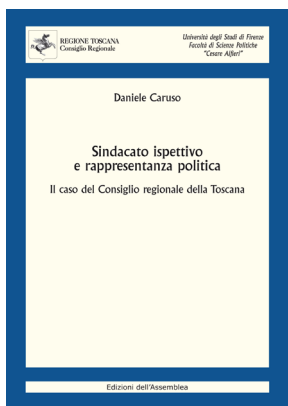 REGIONE TOSCANA
Consiglio Regionale
Università degli Studi di Firenze
Facoltà di Scienze Politiche
"Cesare Alfieri"
Daniele Caruso
Sindacato ispettivo
e rappresentanza politica
Il caso del Consiglio regionale della Toscana
Edizioni dell'Assemblea